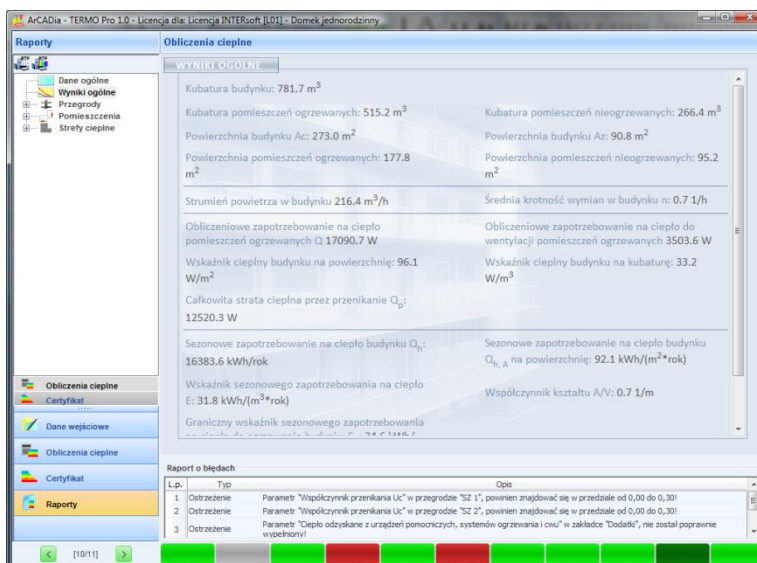 ArCADia - TERMO Pro 1.0 - Licencja dla: Licencja INTERsoft [L01] - Domek jednorodzinny
Raporty
Obliczenia cieplne
Dane ogólne
Wyniki ogólne
Przegrody
Pomieszczenia
Strefy cieplne
WYNIKI OGÓLNE
Kubatura budynku: 781.7 m³
Kubatura pomieszczeń ogrzewanych: 515.2 m³
Kubatura pomieszczeń nieogrzewanych: 266.4 m³
Powierzchnia budynku Ac: 273.0 m²
Powierzchnia budynku Az: 90.8 m²
Powierzchnia pomieszczeń ogrzewanych: 177.8
m²
Powierzchnia pomieszczeń nieogrzewanych: 95.2
m²
Strumień powietrza w budynku 216.4 m³/h
Średnia krotność wymian w budynku n: 0.7 1/h
Obliczeniowe zapotrzebowanie na ciepło
pomieszczeń ogrzewanych Q 17090.7 W
Obliczeniowe zapotrzebowanie na ciepło do
wentylacji pomieszczeń ogrzewanych 3503.6 W
Wskaźnik cieplny budynku na powierzchnię: 96.1
W/m²
Wskaźnik cieplny budynku na kubaturę: 33.2
W/m³
Całkowita strata cieplna przez przenikanie Qp:
12520.3 W
Sezonowe zapotrzebowanie na ciepło budynku Qh:
16383.6 kWh/rok
Sezonowe zapotrzebowanie na ciepło budynku
Qh, A na powierzchnię: 92.1 kWh/(m²*rok)
Wskaźnik sezonowego zapotrzebowania na ciepło
E: 31.8 kWh/(m³*rok)
Współczynnik kształtu A/V: 0.7 1/m
Graniczny wskaźnik sezonowego zapotrzebowania
Obliczenia cieplne
Certyfikat
Dane wejściowe
Obliczenia cieplne
Certyfikat
Raporty
[10/11]
Raport o błędach
L.p. Typ Opis
1 Ostrzeżenie Parametr "Współczynnik przenikania Uc" w przegrodzie "SZ 1", powinien znajdować się w przedziale od 0,00 do 0,30!
2 Ostrzeżenie Parametr "Współczynnik przenikania Uc" w przegrodzie "SZ 2", powinien znajdować się w przedziale od 0,00 do 0,30!
3 Ostrzeżenie Parametr "Ciepło odzyskane z urządzeń pomocniczych, systemów ogrzewania i cwu" w zakładce "Dodatki", nie został poprawnie
wypełniony!